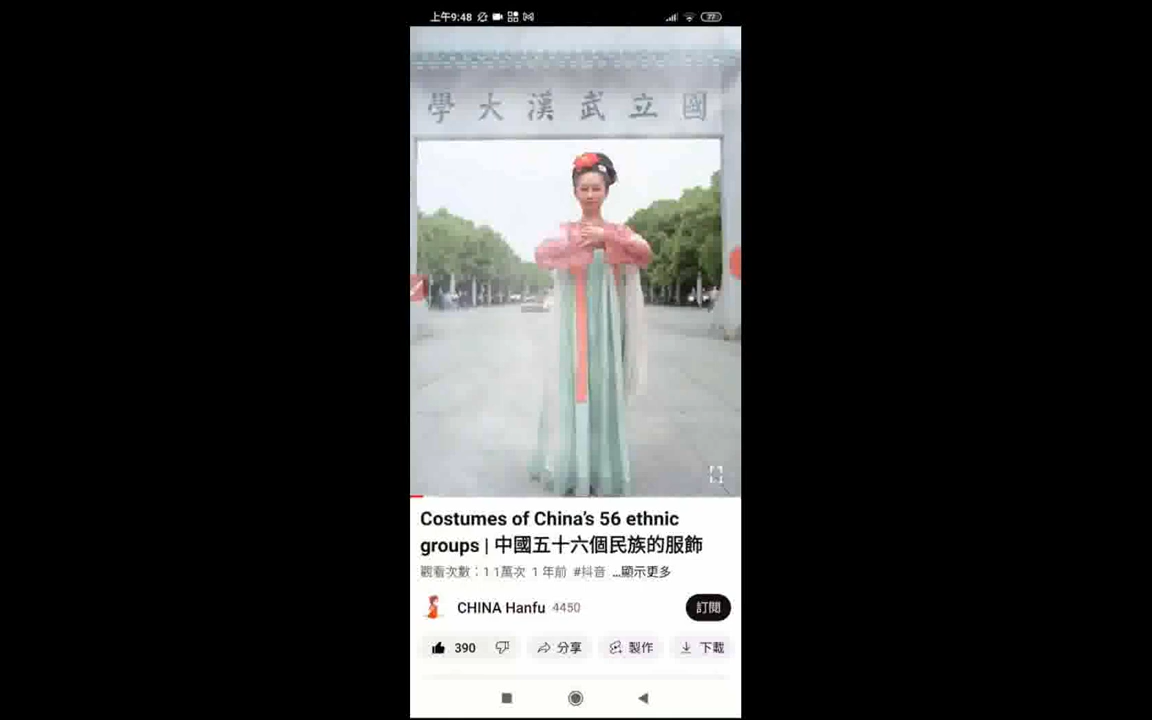 上午9:48
77
學大漢武立國
Costumes of China's 56 ethnic
groups | 中國五十六個民族的服飾
觀看次數:1 1萬次 1 年前 #抖音 ...顯示更多
CHINA Hanfu 4450 訂閱
390 分享 製作 下載